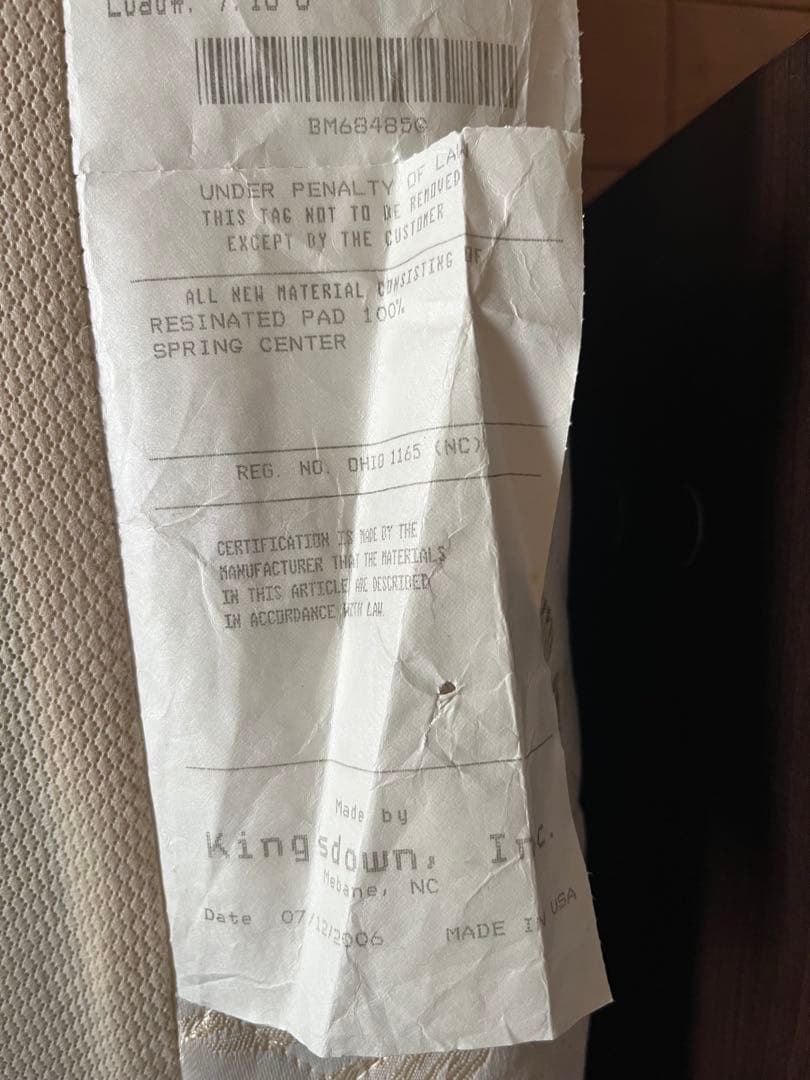 BM684850
UNDER PENALTY OF LAW
THIS TAG NOT TO BE REMOVED
EXCEPT BY THE CUSTOMER
ALL NEW MATERIAL CONSISTING OF
RESINATED PAD 100%
SPRING CENTER
REG. NO. OHIO 1165 (NC)
CERTIFICATION IS MADE BY THE
MANUFACTURER THAT THE MATERIALS
IN THIS ARTICLE ARE DESCRIBED
IN ACCORDANCE WITH LAW.
Made by
Kingsdown, Inc.
Mebane, NC
Date 07/12/2006 MADE IN USA